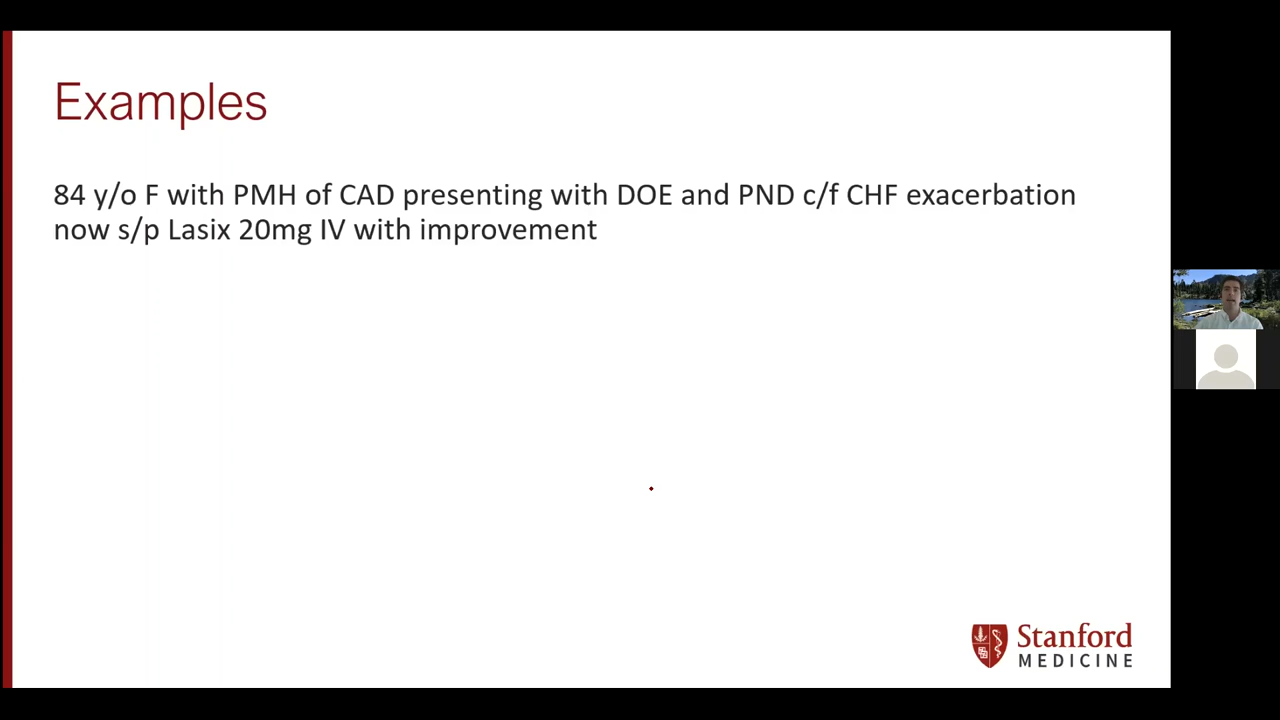 Examples
84 y/o F with PMH of CAD presenting with DOE and PND c/f CHF exacerbation
now s/p Lasix 20mg IV with improvement
Stanford
MEDICINE